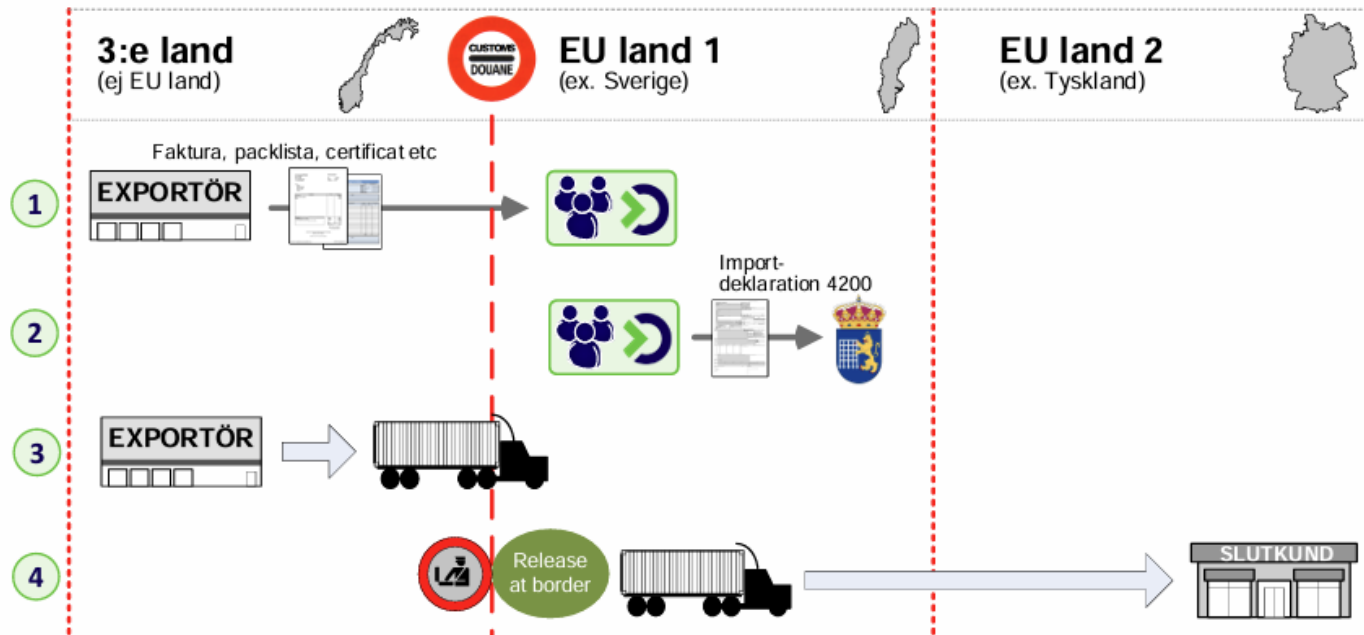 3:e land
(ej EU land)
CUSTOMS
DOUANE
EU land 1
(ex. Sverige)
EU land 2
(ex. Tyskland)
Faktura, packlista, certificat etc
1
EXPORTÖR
Import-
deklaration 4200
2
3
EXPORTÖR
4
Release
at border
SLUTKUND